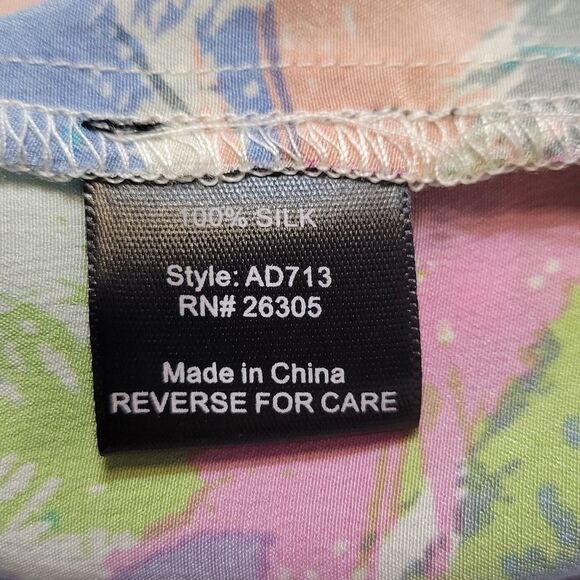 100% SILK
Style: AD713
RN# 26305
Made in China
REVERSE FOR CARE